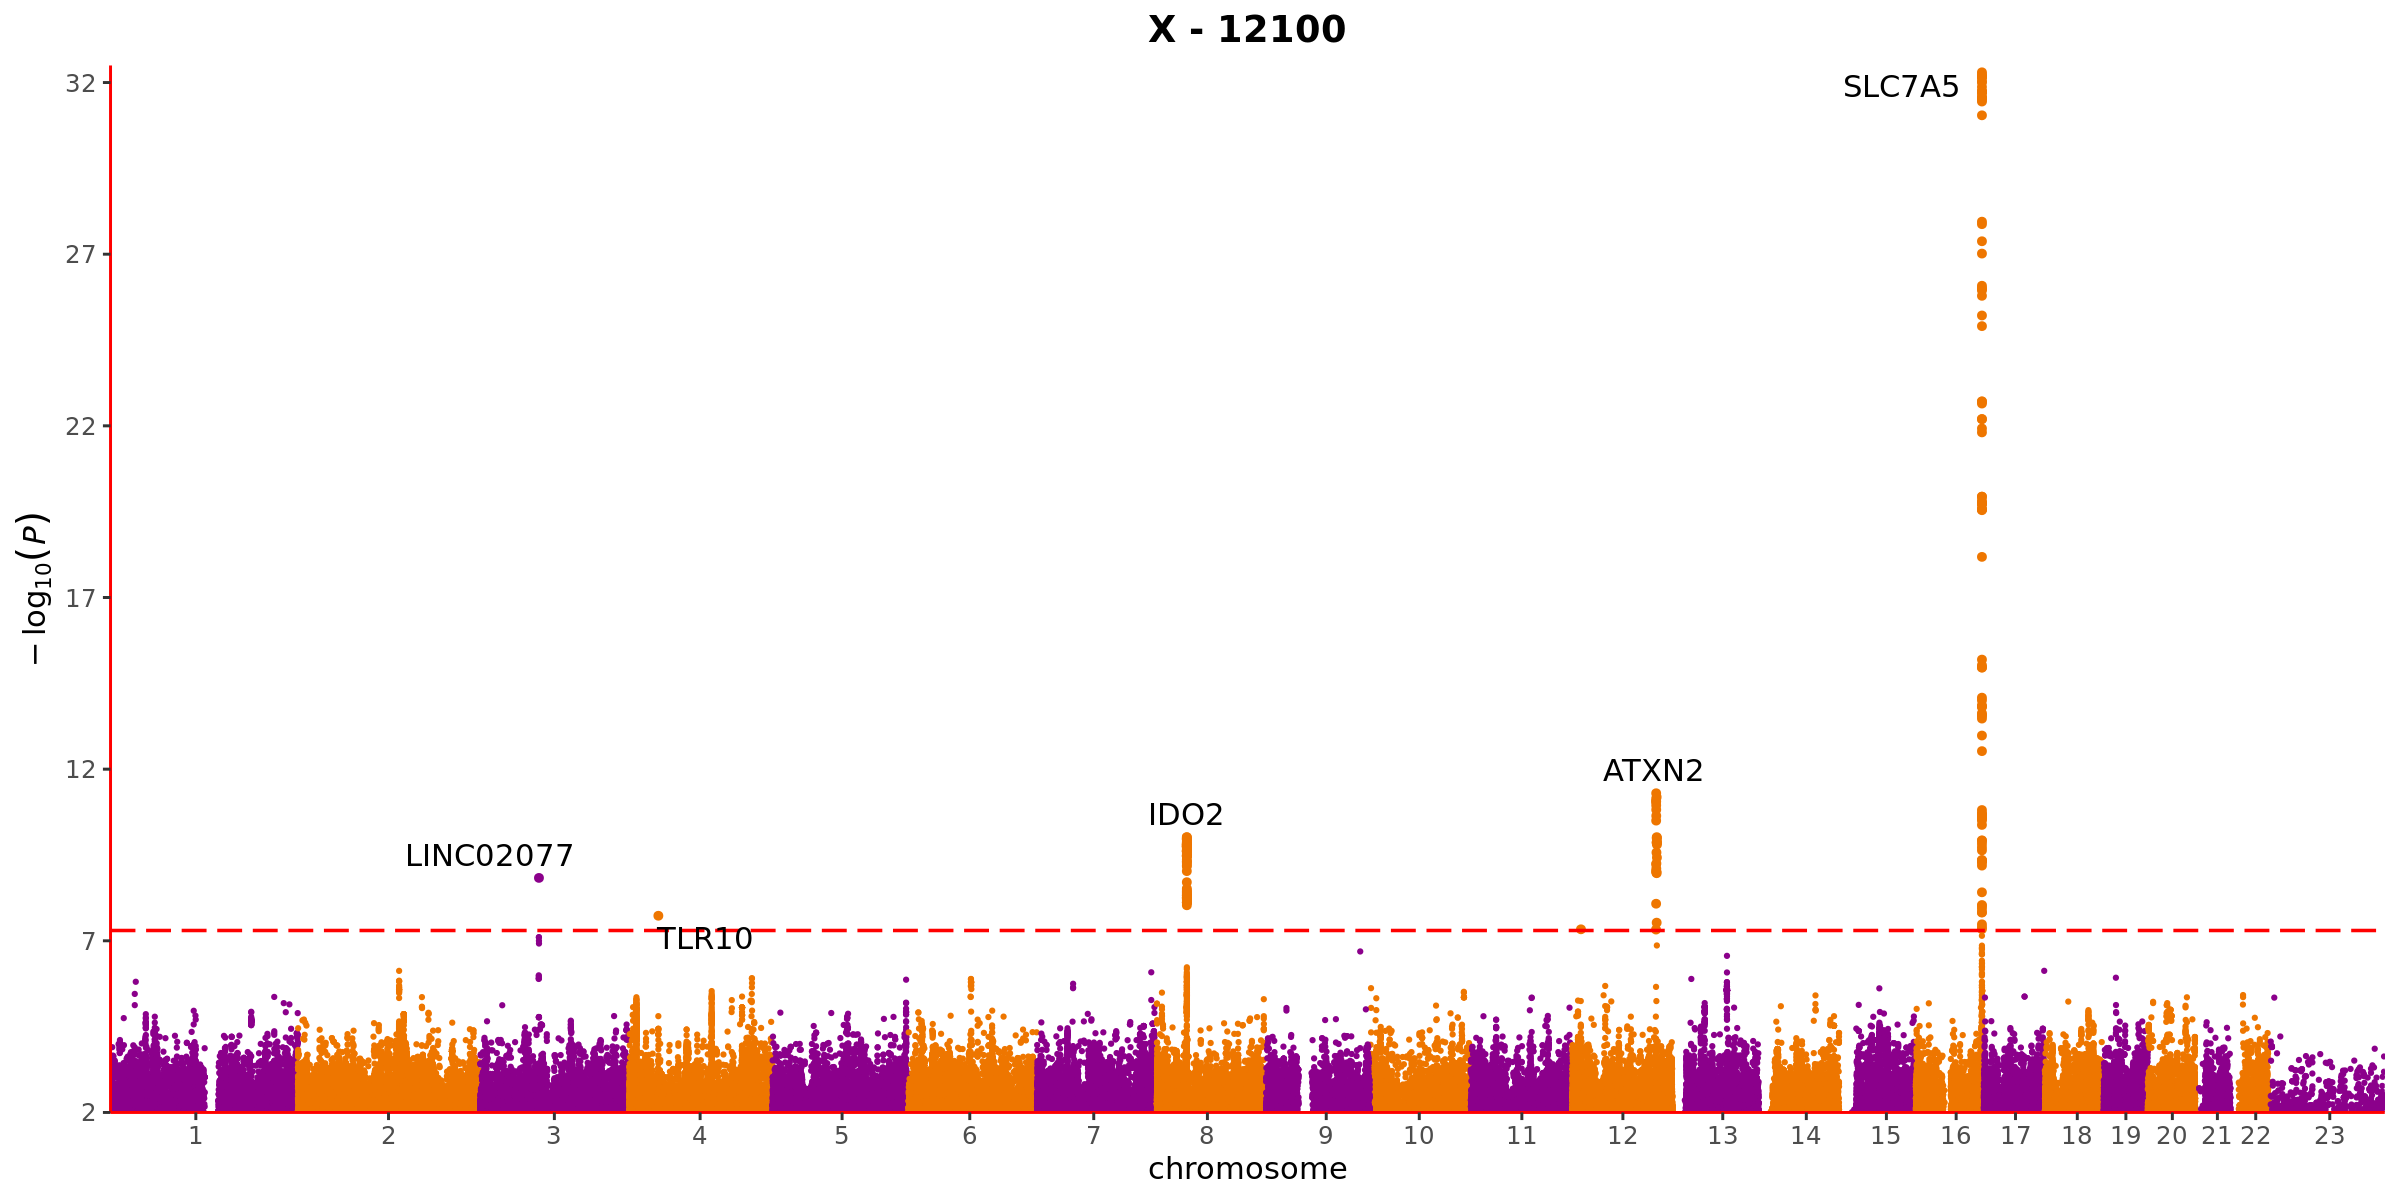 X - 12100
32
SLC7A5
27
22
17
12
7
2
− log10(P)
ATXN2
IDO2
LINC02077
TLR10
1 2 3 4 5 6 7 8 9 10 11 12 13 14 15 16 17 18 19 20 21 22 23
chromosome